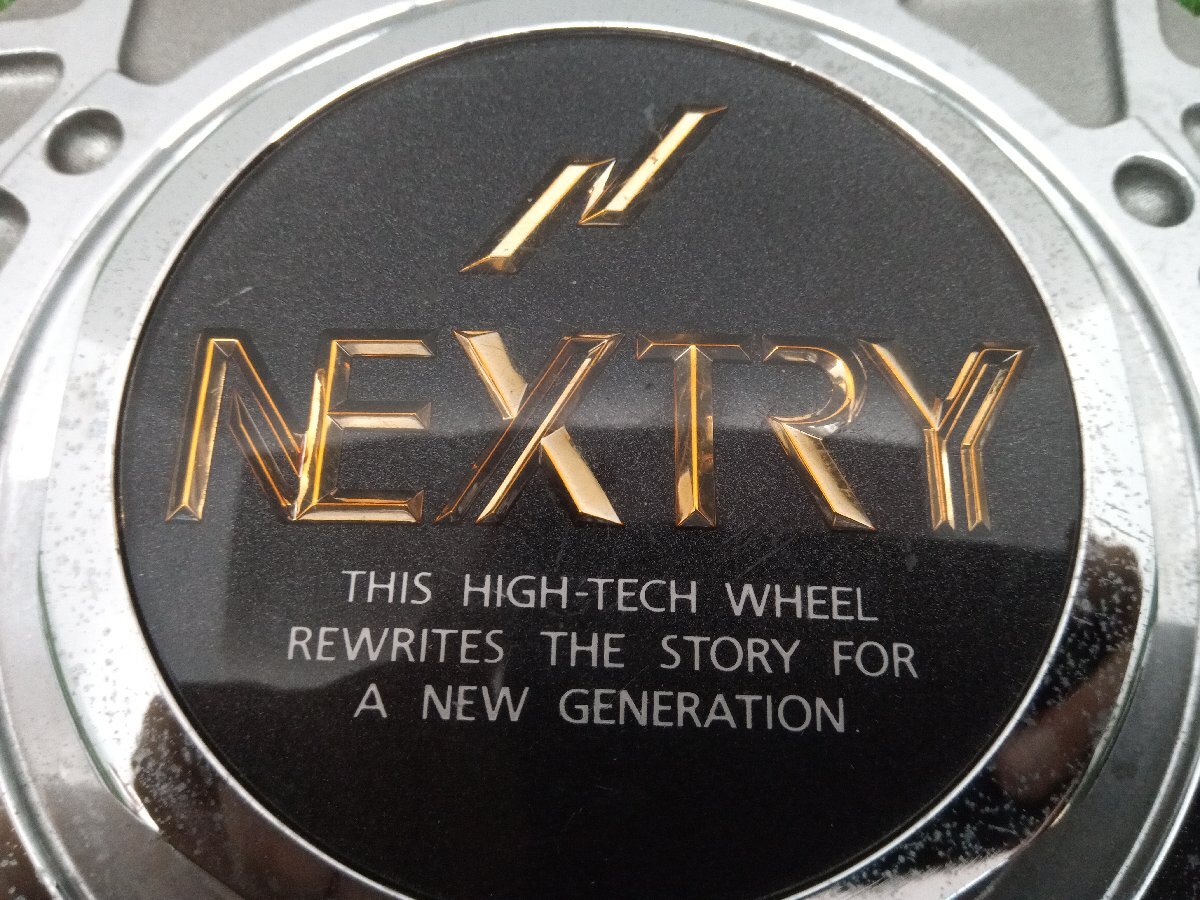 NEXTRY
THIS HIGH-TECH WHEEL
REWRITES THE STORY FOR
A NEW GENERATION